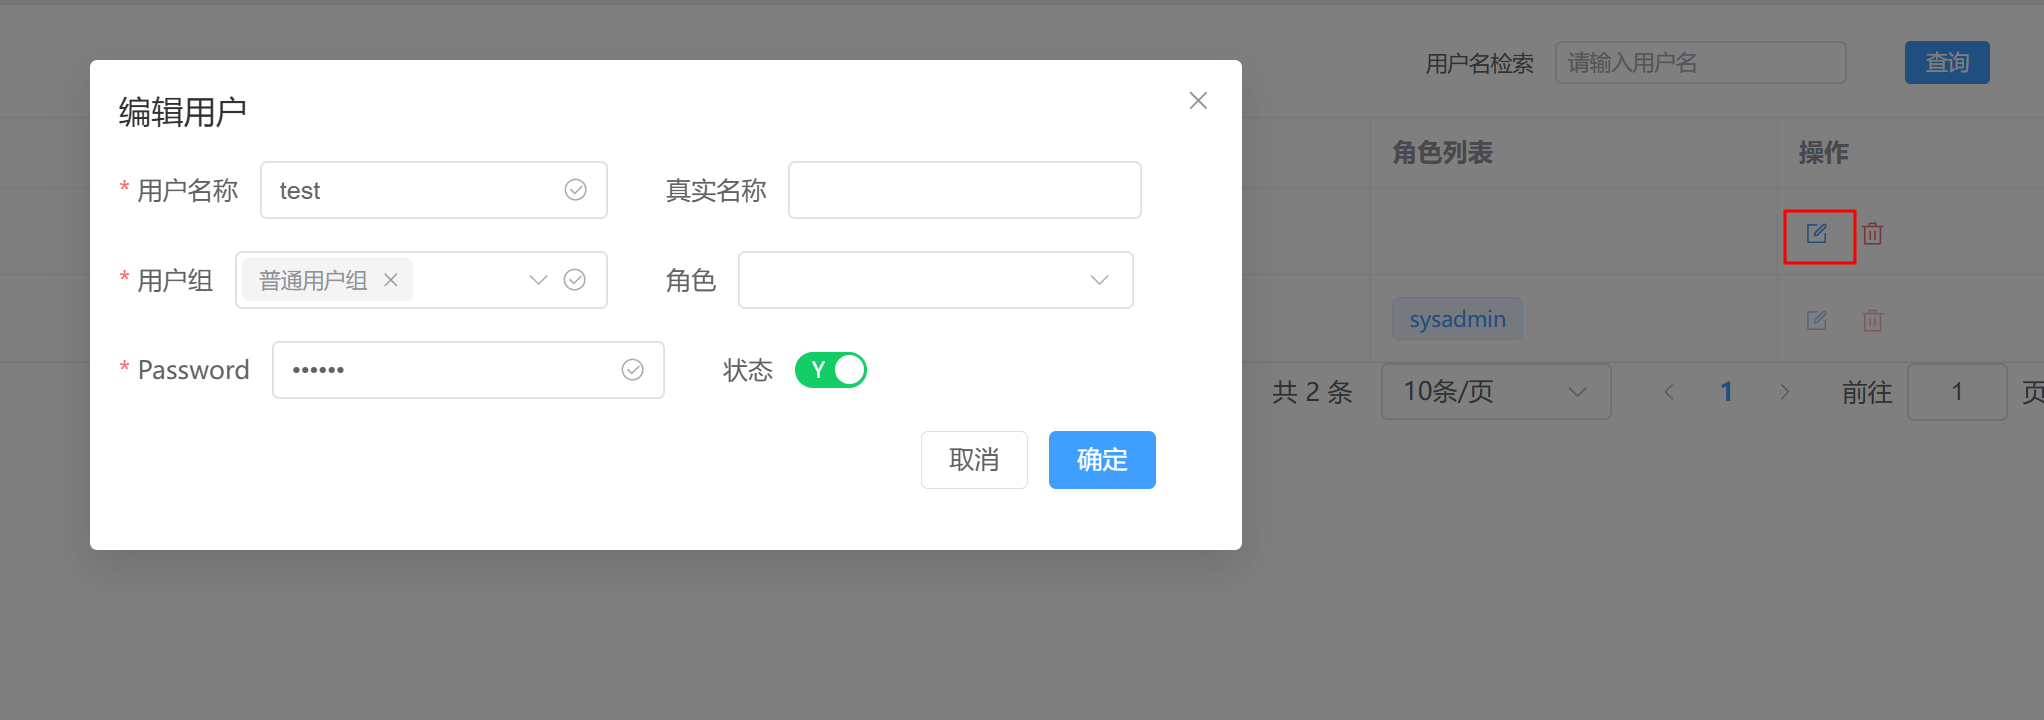 用户名检索 请输入用户名 查询
编辑用户
* 用户名称 test 真实名称
* 用户组 普通用户组 角色
* Password •••••• 状态 Y
取消 确定
角色列表 操作
sysadmin
共 2 条 10条/页 1 前往 1 页